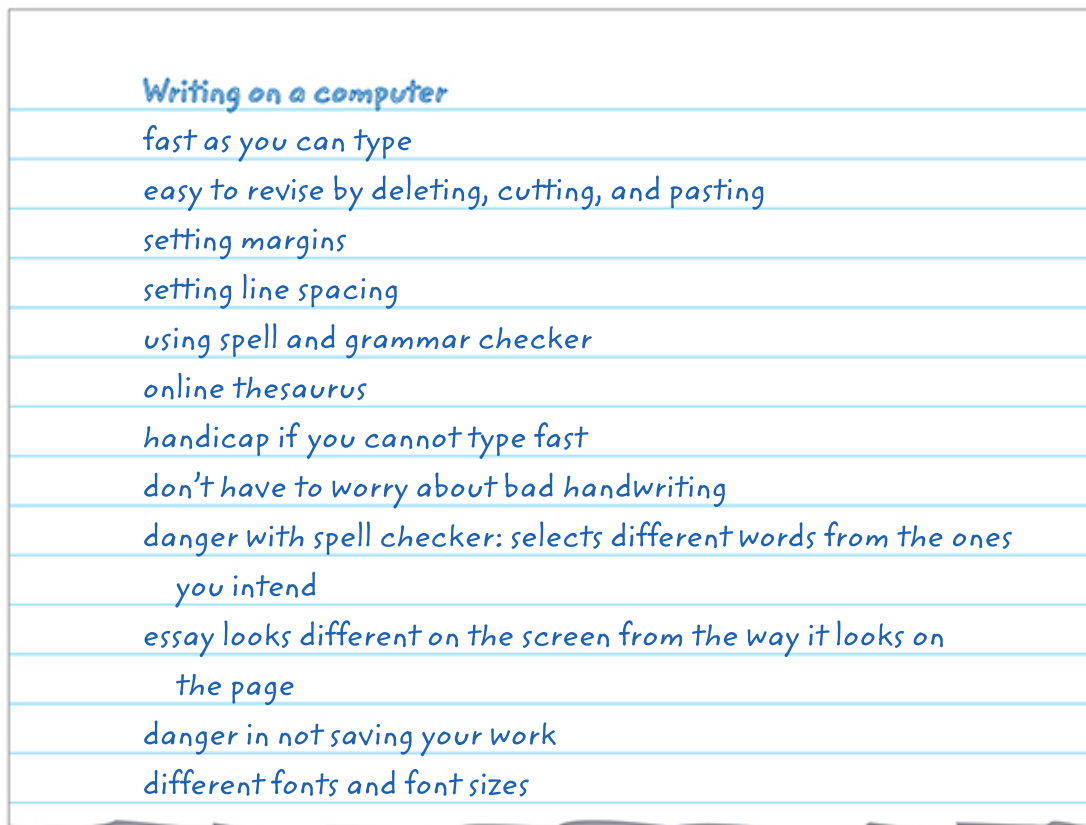 Writing on a computer
fast as you can type
easy to revise by deleting, cutting, and pasting
setting margins
setting line spacing
using spell and grammar checker
online thesaurus
handicap if you cannot type fast
don't have to worry about bad handwriting
danger with spell checker: selects different words from the ones
you intend
essay looks different on the screen from the way it looks on
the page
danger in not saving your work
different fonts and font sizes